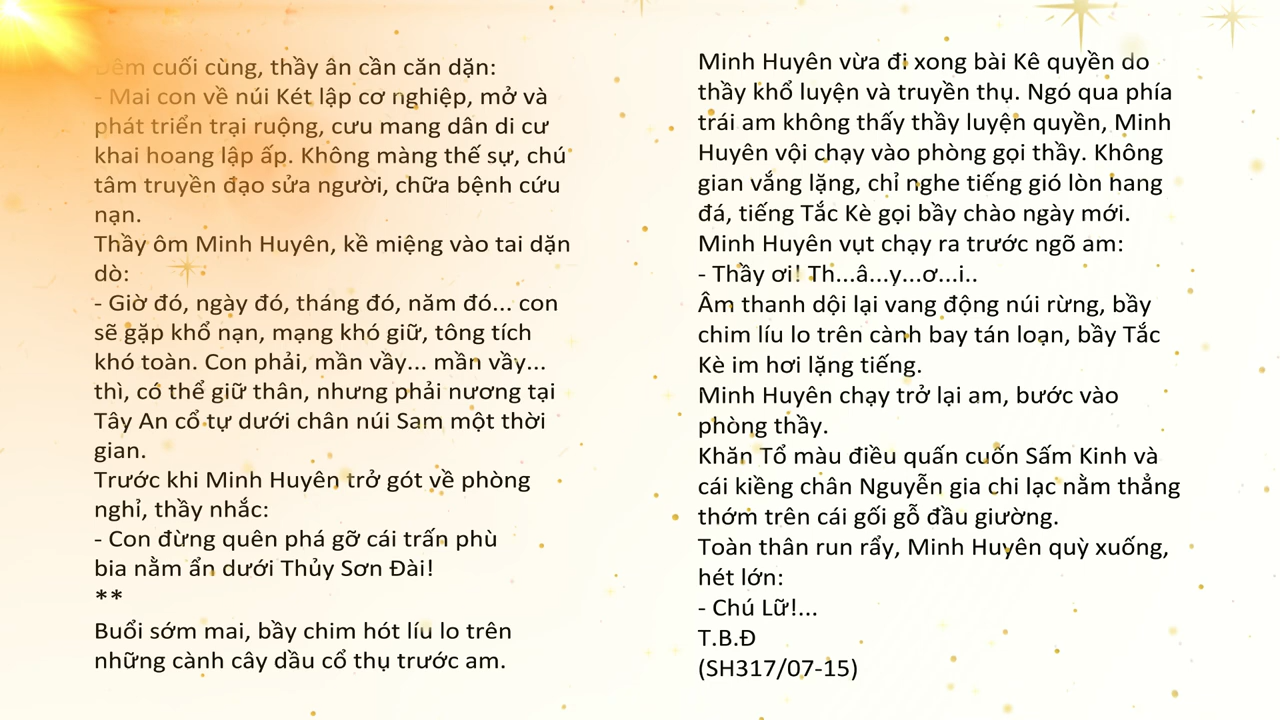 Đêm cuối cùng, thầy ân cần căn dặn:
- Mai con về núi Két lập cơ nghiệp, mở và
phát triển trại ruộng, cưu mang dân di cư
khai hoang lập ấp. Không màng thế sự, chú
tâm truyền đạo sửa người, chữa bệnh cứu
nạn.
Thầy ôm Minh Huyên, kề miệng vào tai dặn
dò:
- Giờ đó, ngày đó, tháng đó, năm đó... con
sẽ gặp khổ nạn, mạng khó giữ, tông tích
khó toàn. Con phải, mần vầy... mần vầy...
thì, có thể giữ thân, nhưng phải nương tại
Tây An cổ tự dưới chân núi Sam một thời
gian.
Trước khi Minh Huyên trở gót về phòng
nghỉ, thầy nhắc:
- Con đừng quên phá gỡ cái trấn phù
bia nằm ẩn dưới Thủy Sơn Đài!
**
Buổi sớm mai, bầy chim hót líu lo trên
những cành cây dầu cổ thụ trước am.
Minh Huyên vừa đi xong bài Kê quyền do
thầy khổ luyện và truyền thụ. Ngó qua phía
trái am không thấy thầy luyện quyền, Minh
Huyên vội chạy vào phòng gọi thầy. Không
gian vắng lặng, chỉ nghe tiếng gió lòn hang
đá, tiếng Tắc Kè gọi bầy chào ngày mới.
Minh Huyên vụt chạy ra trước ngõ am:
- Thầy ơi! Th...â...y...ơ...i..
Âm thanh dội lại vang động núi rừng, bầy
chim líu lo trên cành bay tán loạn, bầy Tắc
Kè im hơi lặng tiếng.
Minh Huyên chạy trở lại am, bước vào
phòng thầy.
Khăn Tổ màu điều quấn cuốn Sấm Kinh và
cái kiềng chân Nguyễn gia chi lạc nằm thẳng
thớm trên cái gối gỗ đầu giường.
Toàn thân run rẩy, Minh Huyên quỳ xuống,
hét lớn:
- Chú Lữ!...
T.B.Đ
(SH317/07-15)